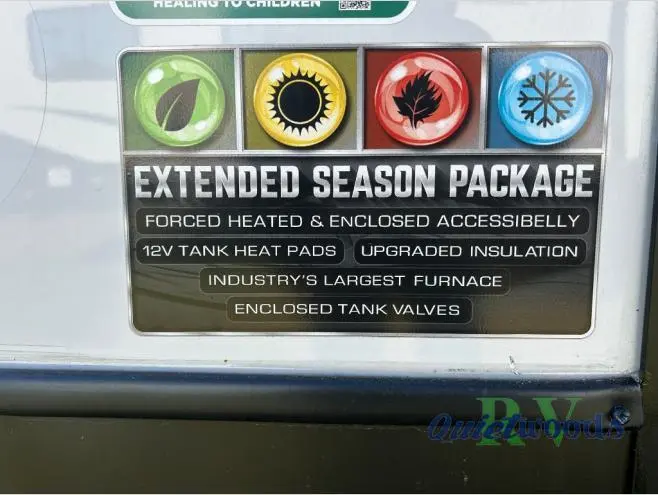 HEALING TO CHILDREN
EXTENDED SEASON PACKAGE
FORCED HEATED & ENCLOSED ACCESSIBELLY
12V TANK HEAT PADS UPGRADED INSULATION
INDUSTRY'S LARGEST FURNACE
ENCLOSED TANK VALVES
RV
Quietwoods